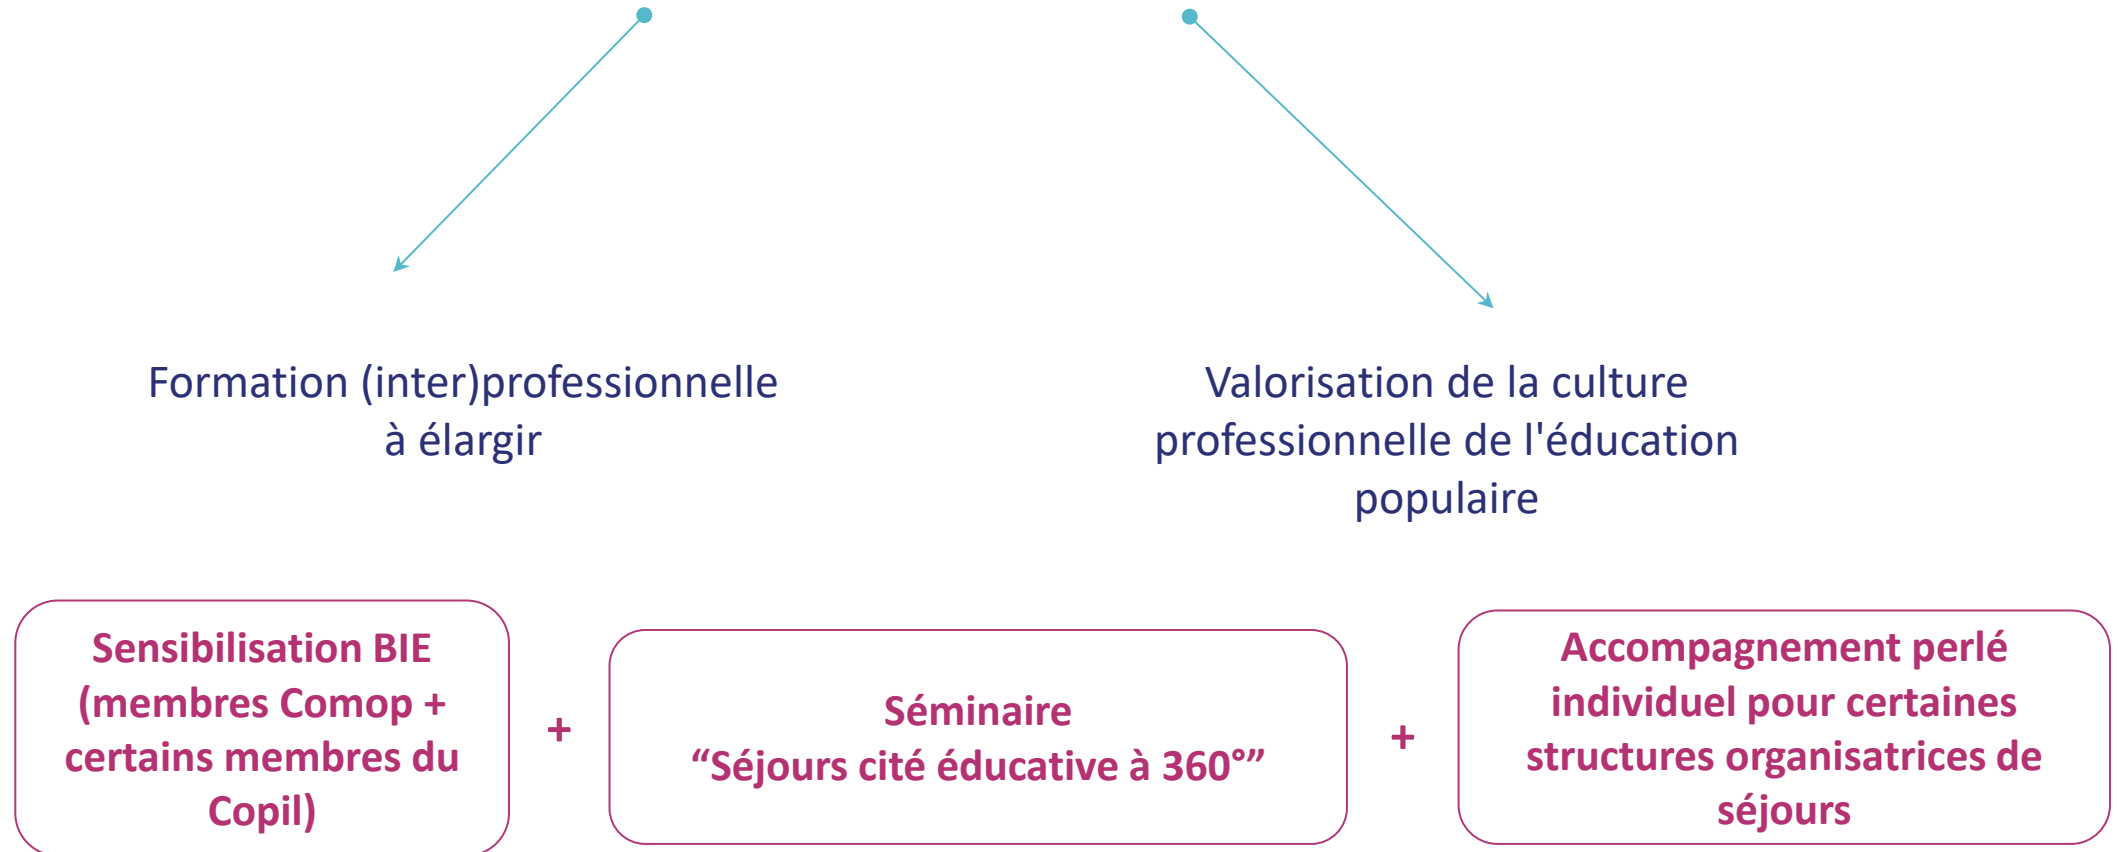 Formation (inter)professionnelle
à élargir
Valorisation de la culture
professionnelle de l'éducation
populaire
Sensibilisation BIE
(membres Comop +
certains membres du
Copil)
+
Séminaire
“Séjours cité éducative à 360°”
+
Accompagnement perlé
individuel pour certaines
structures organisatrices de
séjours